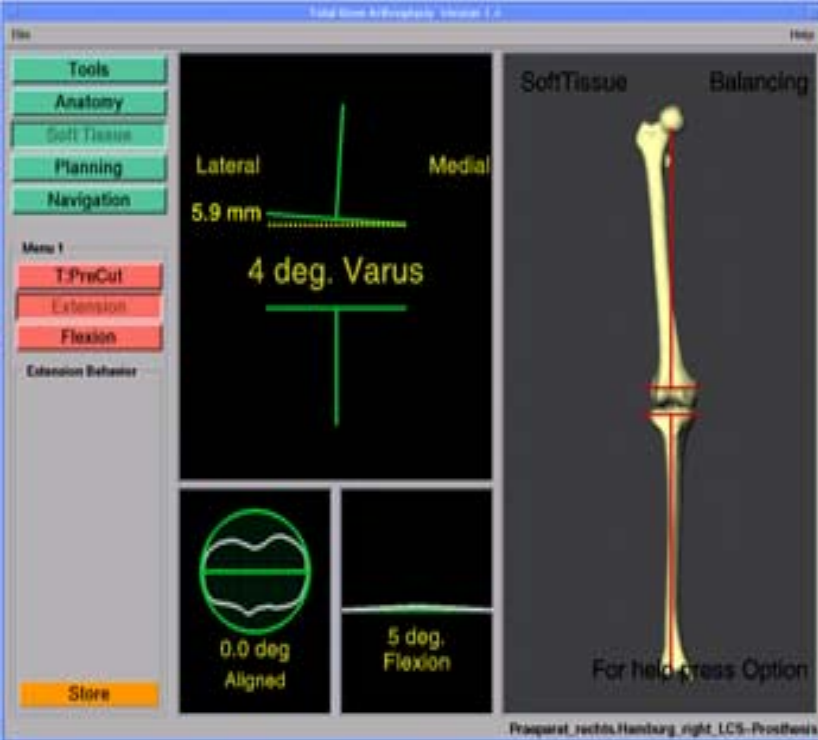 Total Knee Arthroplasty Version 1.x
File
Help
Tools
Anatomy
Soft Tissue
Planning
Navigation
Menu 1
T:PreCut
Extension
Flexion
Extension Behavior
Store
Lateral
Medial
5.9 mm
4 deg. Varus
0.0 deg
Aligned
5 deg.
Flexion
SoftTissue Balancing
For help press Option
Praeparat_rechts.Hamburg_right_LCS-Prosthesis